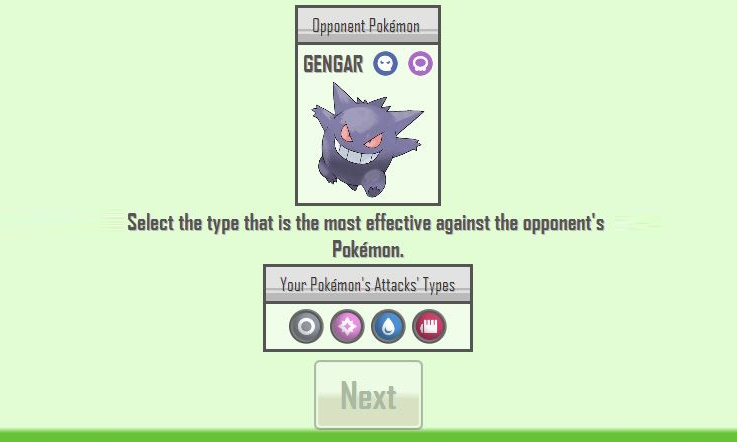 Opponent Pokémon
GENGAR
Select the type that is the most effective against the opponent's
Pokémon.
Your Pokémon's Attacks' Types
Next